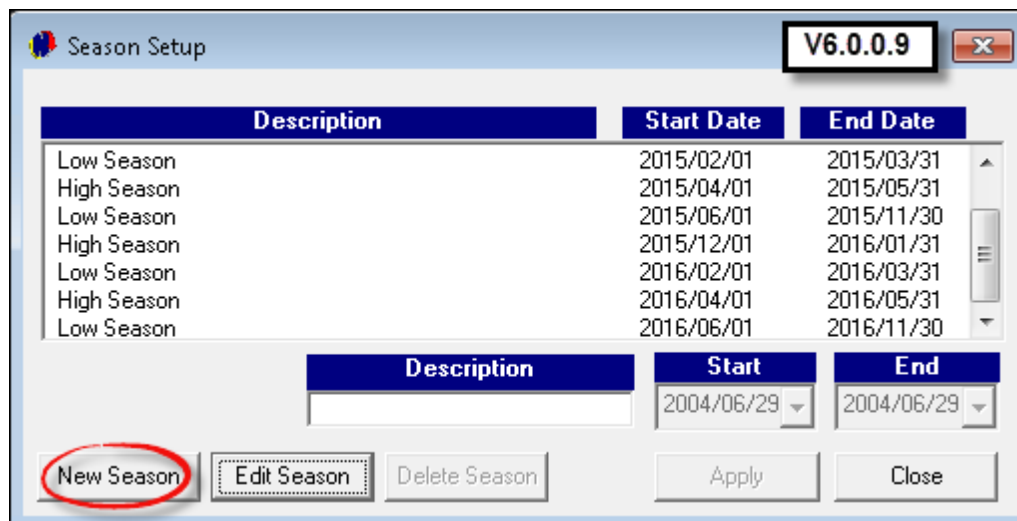 Season Setup V6.0.0.9
Description Start Date End Date
Low Season 2015/02/01 2015/03/31
High Season 2015/04/01 2015/05/31
Low Season 2015/06/01 2015/11/30
High Season 2015/12/01 2016/01/31
Low Season 2016/02/01 2016/03/31
High Season 2016/04/01 2016/05/31
Low Season 2016/06/01 2016/11/30
Description Start End
2004/06/29 2004/06/29
New Season Edit Season Delete Season Apply Close